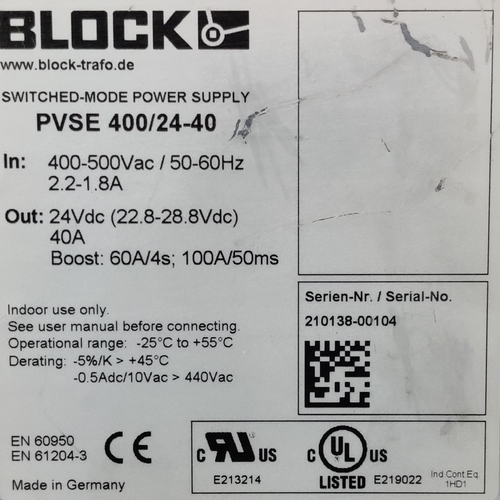 BLOCK
www.block-trafo.de
SWITCHED-MODE POWER SUPPLY
PVSE 400/24-40
In: 400-500Vac / 50-60Hz
2.2-1.8A
Out: 24Vdc (22.8-28.8Vdc)
40A
Boost: 60A/4s; 100A/50ms
Indoor use only.
See user manual before connecting.
Operational range: -25°C to +55°C
Derating: -5%/K > +45°C
-0.5Adc/10Vac > 440Vac
Serien-Nr. / Serial-No.
210138-00104
EN 60950
EN 61204-3
CE
Made in Germany
c RU US
E213214
C UL US
LISTED E219022
Ind Cont Eq.
1HD1